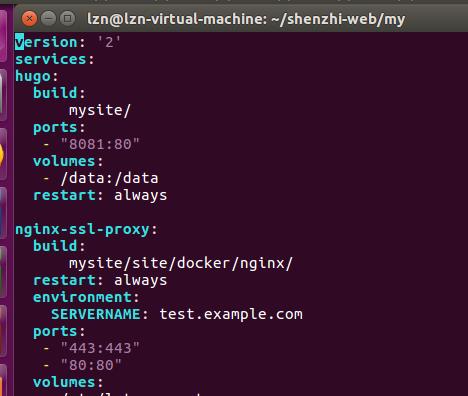 lzn@lzn-virtual-machine: ~/shenzhi-web/my
version: '2'
services:
hugo:
  build:
      mysite/
  ports:
   - "8081:80"
  volumes:
   - /data:/data
  restart: always

nginx-ssl-proxy:
  build:
      mysite/site/docker/nginx/
  restart: always
  environment:
    SERVERNAME: test.example.com
  ports:
   - "443:443"
   - "80:80"
  volumes: